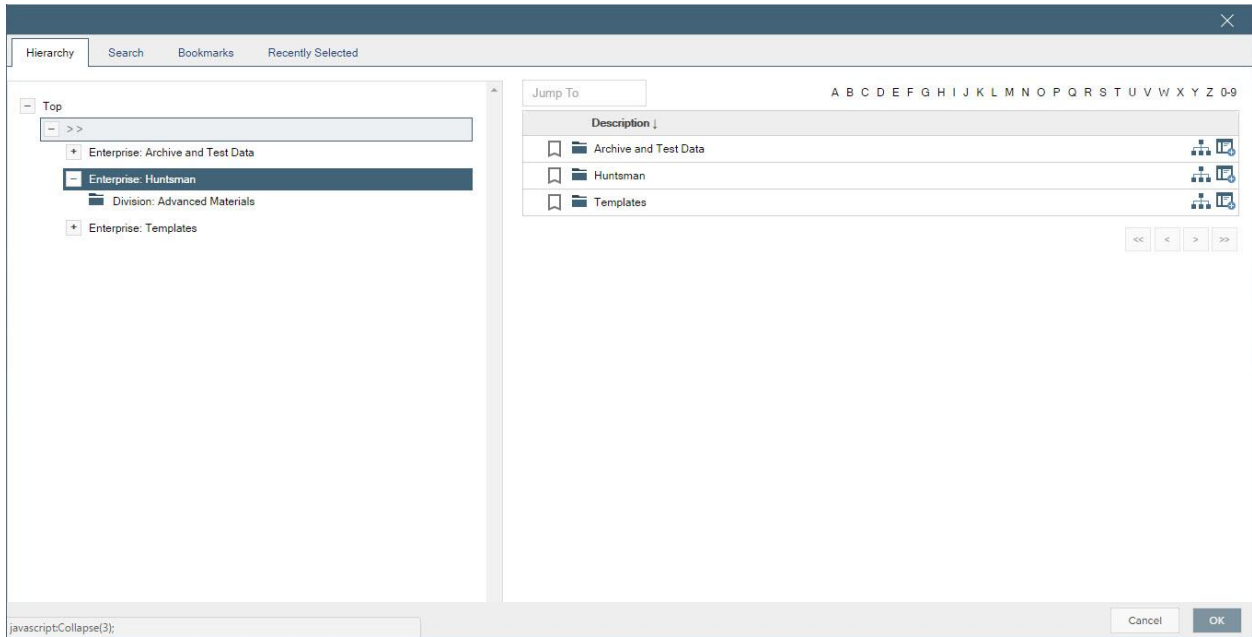 Hierarchy Search Bookmarks Recently Selected
Top
>>
Enterprise: Archive and Test Data
Enterprise: Huntsman
Division: Advanced Materials
Enterprise: Templates
Jump To
A B C D E F G H I J K L M N O P Q R S T U V W X Y Z 0-9
Description ↓
Archive and Test Data
Huntsman
Templates
<< < > >>
Cancel OK
javascript:Collapse(3);